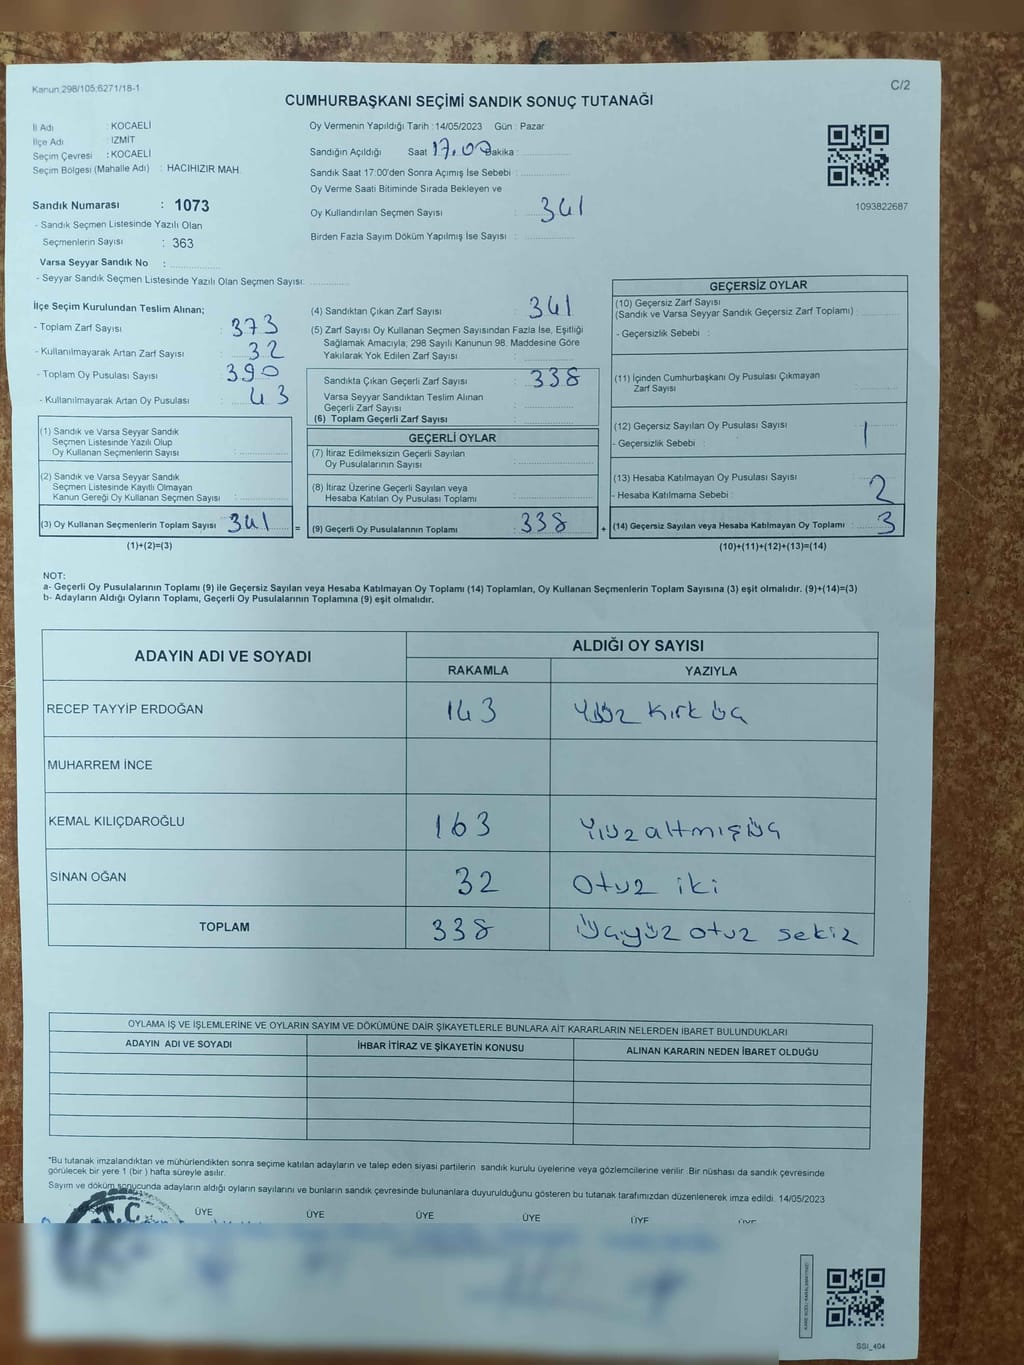 Kanun 298/105;6271/18-1
C/2
CUMHURBAŞKANI SEÇİMİ SANDIK SONUÇ TUTANAĞI
İl Adı : KOCAELİ
İlçe Adı : İZMİT
Seçim Çevresi : KOCAELİ
Seçim Bölgesi (Mahalle Adı) : HACIHIZIR MAH.
Sandık Numarası : 1073
- Sandık Seçmen Listesinde Yazılı Olan
Seçmenlerin Sayısı : 363
Varsa Seyyar Sandık No :
- Seyyar Sandık Seçmen Listesinde Yazılı Olan Seçmen Sayısı:
Oy Vermenin Yapıldığı Tarih :14/05/2023 Gün : Pazar
Sandığın Açıldığı Saat 17.00 Dakika :
Sandık Saat 17:00'den Sonra Açımış İse Sebebi :
Oy Verme Saati Bitiminde Sırada Bekleyen ve
Oy Kullandırılan Seçmen Sayısı : 341
Birden Fazla Sayım Döküm Yapılmış İse Sayısı :
1093822687
İlçe Seçim Kurulundan Teslim Alınan;
- Toplam Zarf Sayısı : 373
- Kullanılmayarak Artan Zarf Sayısı : 32
- Toplam Oy Pusulası Sayısı : 390
- Kullanılmayarak Artan Oy Pusulası : 43
(1) Sandık ve Varsa Seyyar Sandık
Seçmen Listesinde Yazılı Olup
Oy Kullanan Seçmenlerin Sayısı :
(2) Sandık ve Varsa Seyyar Sandık
Seçmen Listesinde Kayıtlı Olmayan
Kanun Gereği Oy Kullanan Seçmen Sayısı :
(3) Oy Kullanan Seçmenlerin Toplam Sayısı : 341 =
(1)+(2)=(3)
(4) Sandıktan Çıkan Zarf Sayısı : 341
(5) Zarf Sayısı Oy Kullanan Seçmen Sayısından Fazla İse, Eşitliği
Sağlamak Amacıyla; 298 Sayılı Kanunun 98. Maddesine Göre
Yakılarak Yok Edilen Zarf Sayısı :
Sandıkta Çıkan Geçerli Zarf Sayısı : 338
Varsa Seyyar Sandıktan Teslim Alınan
Geçerli Zarf Sayısı :
(6) Toplam Geçerli Zarf Sayısı :
GEÇERLİ OYLAR
(7) İtiraz Edilmeksizin Geçerli Sayılan
Oy Pusulalarının Sayısı :
(8) İtiraz Üzerine Geçerli Sayılan veya
Hesaba Katılan Oy Pusulası Toplamı :
(9) Geçerli Oy Pusulalarının Toplamı : 338 +
GEÇERSİZ OYLAR
(10) Geçersiz Zarf Sayısı
(Sandık ve Varsa Seyyar Sandık Geçersiz Zarf Toplamı) :
- Geçersizlik Sebebi :
(11) İçinden Cumhurbaşkanı Oy Pusulası Çıkmayan
Zarf Sayısı :
(12) Geçersiz Sayılan Oy Pusulası Sayısı : 1
- Geçersizlik Sebebi :
(13) Hesaba Katılmayan Oy Pusulası Sayısı : 2
- Hesaba Katılmama Sebebi :
(14) Geçersiz Sayılan veya Hesaba Katılmayan Oy Toplamı : 3
(10)+(11)+(12)+(13)=(14)
NOT:
a- Geçerli Oy Pusulalarının Toplamı (9) ile Geçersiz Sayılan veya Hesaba Katılmayan Oy Toplamı (14) Toplamları, Oy Kullanan Seçmenlerin Toplam Sayısına (3) eşit olmalıdır. (9)+(14)=(3)
b- Adayların Aldığı Oyların Toplamı, Geçerli Oy Pusulalarının Toplamına (9) eşit olmalıdır.
ADAYIN ADI VE SOYADI
ALDIĞI OY SAYISI
RAKAMLA YAZIYLA
RECEP TAYYİP ERDOĞAN 143 Yüz Kırk üç
MUHARREM İNCE
KEMAL KILIÇDAROĞLU 163 Yüz altmışüç
SİNAN OĞAN 32 Otuz iki
TOPLAM 338 Üçyüz otuz sekiz
OYLAMA İŞ VE İŞLEMLERİNE VE OYLARIN SAYIM VE DÖKÜMÜNE DAİR ŞİKAYETLERLE BUNLARA AİT KARARLARIN NELERDEN İBARET BULUNDUKLARI
ADAYIN ADI VE SOYADI İHBAR İTİRAZ VE ŞİKAYETİN KONUSU ALINAN KARARIN NEDEN İBARET OLDUĞU
*Bu tutanak imzalandıktan ve mühürlendikten sonra seçime katılan adayların ve talep eden siyasi partilerin sandık kurulu üyelerine veya gözlemcilerine verilir. Bir nüshası da sandık çevresinde
görülecek bir yere 1 (bir ) hafta süreyle asılır.
Sayım ve döküm sonucunda adayların aldığı oyların sayılarını ve bunların sandık çevresinde bulunanlara duyurulduğunu gösteren bu tutanak tarafımızdan düzenlenerek imza edildi. 14/05/2023
T.C.
ÜYE ÜYE ÜYE ÜYE ÜYE ÜYE
SSI_404